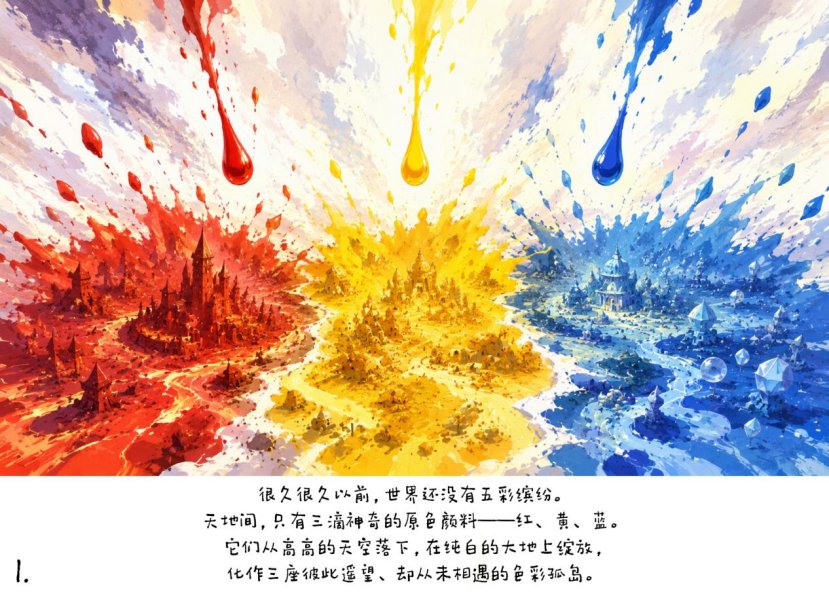 很久很久以前，世界还没有五彩缤纷。
天地间，只有三滴神奇的原色颜料——红、黄、蓝。
它们从高高的天空落下，在纯白的大地上绽放，
化作三座彼此遥望、却从未相遇的色彩孤岛。
1.